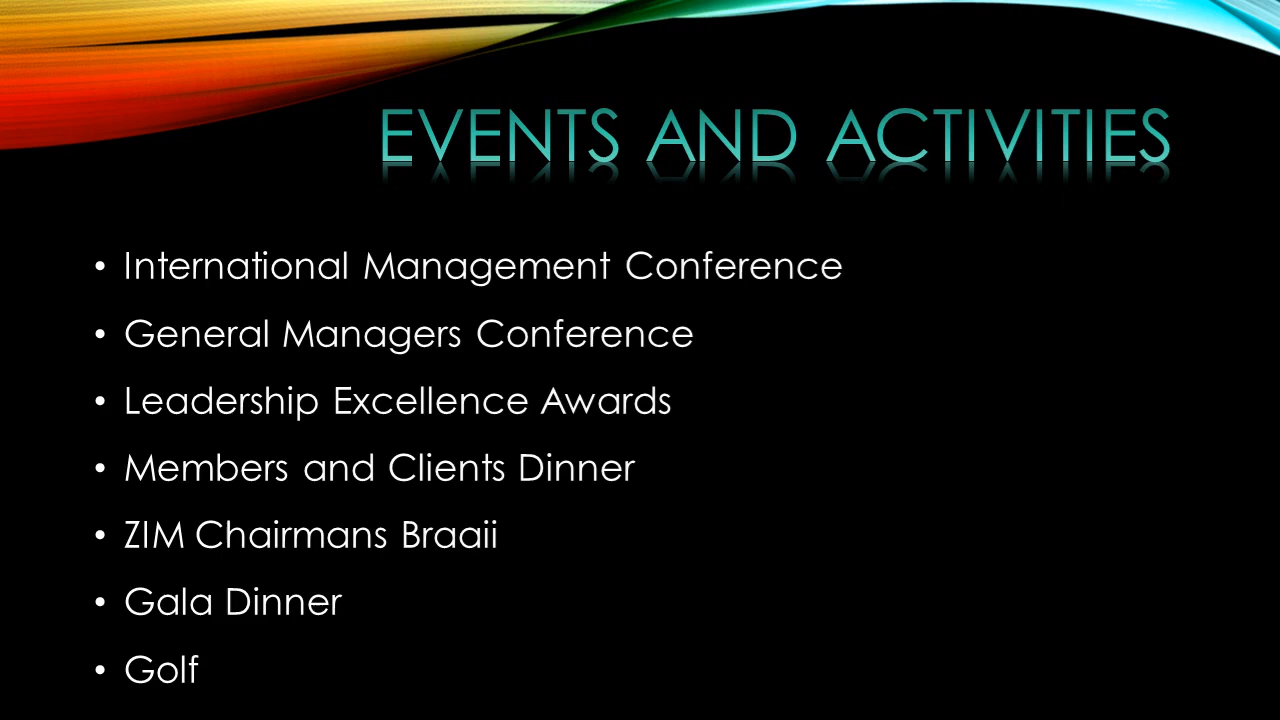 EVENTS AND ACTIVITIES
• International Management Conference
• General Managers Conference
• Leadership Excellence Awards
• Members and Clients Dinner
• ZIM Chairmans Braaii
• Gala Dinner
• Golf